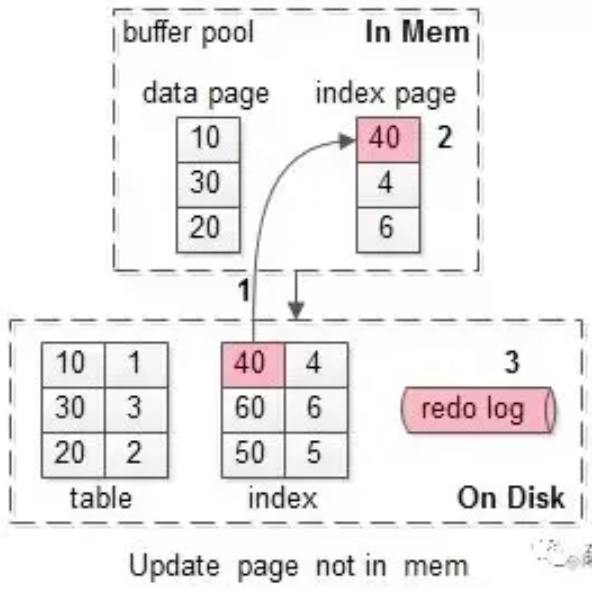 buffer pool In Mem
data page index page
10 40 2
30 4
20 6
1
10 1 40 4 3
30 3 60 6 redo log
20 2 50 5
table index On Disk
Update page not in mem